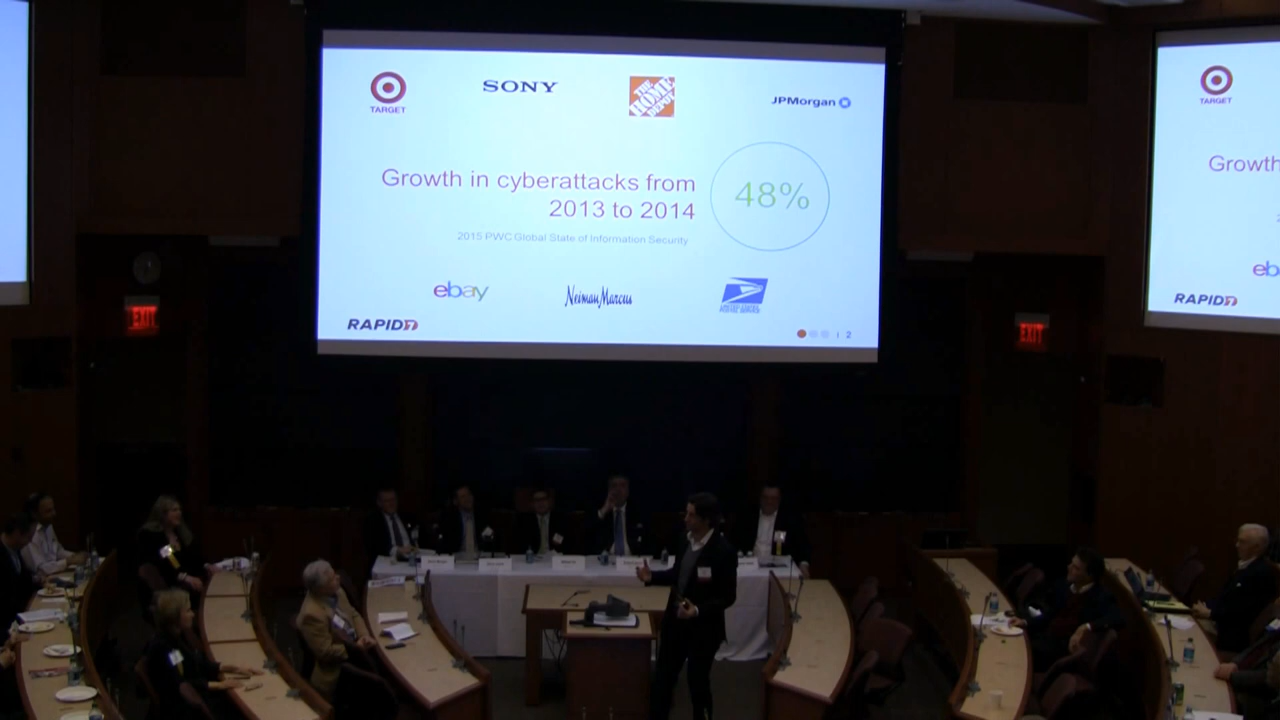 TARGET
SONY
THE HOME DEPOT
JPMorgan
Growth in cyberattacks from
2013 to 2014
48%
2015 PWC Global State of Information Security
ebay
Neiman Marcus
RAPID7
2
EXIT
EXIT
TARGET
Growth
eb
RAPID7